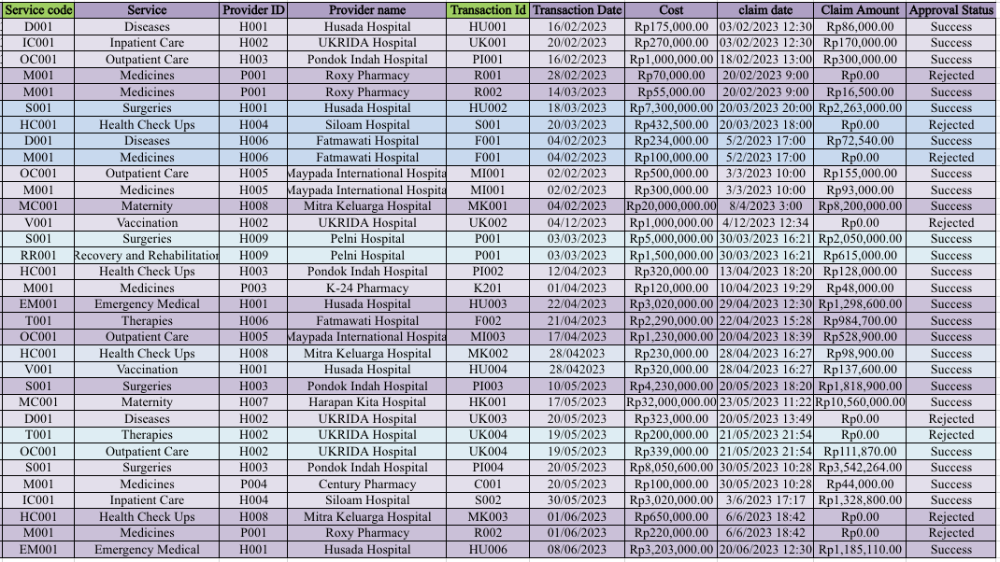 Service code Service Provider ID Provider name Transaction Id Transaction Date Cost claim date Claim Amount Approval Status
D001 Diseases H001 Husada Hospital HU001 16/02/2023 Rp175,000.00 03/02/2023 12:30 Rp86,000.00 Success
IC001 Inpatient Care H002 UKRIDA Hospital UK001 20/02/2023 Rp270,000.00 03/02/2023 12:30 Rp170,000.00 Success
OC001 Outpatient Care H003 Pondok Indah Hospital PI001 16/02/2023 Rp1,000,000.00 18/02/2023 13:00 Rp300,000.00 Success
M001 Medicines P001 Roxy Pharmacy R001 28/02/2023 Rp70,000.00 20/02/2023 9:00 Rp0.00 Rejected
M001 Medicines P001 Roxy Pharmacy R002 14/03/2023 Rp55,000.00 20/02/2023 9:00 Rp16,500.00 Success
S001 Surgeries H001 Husada Hospital HU002 18/03/2023 Rp7,300,000.00 20/03/2023 20:00 Rp2,263,000.00 Success
HC001 Health Check Ups H004 Siloam Hospital S001 20/03/2023 Rp432,500.00 20/03/2023 18:00 Rp0.00 Rejected
D001 Diseases H006 Fatmawati Hospital F001 04/02/2023 Rp234,000.00 5/2/2023 17:00 Rp72,540.00 Success
M001 Medicines H006 Fatmawati Hospital F001 04/02/2023 Rp100,000.00 5/2/2023 17:00 Rp0.00 Rejected
OC001 Outpatient Care H005 Maypada International Hospita MI001 02/02/2023 Rp500,000.00 3/3/2023 10:00 Rp155,000.00 Success
M001 Medicines H005 Maypada International Hospita MI001 02/02/2023 Rp300,000.00 3/3/2023 10:00 Rp93,000.00 Success
MC001 Maternity H008 Mitra Keluarga Hospital MK001 04/02/2023 Rp20,000,000.00 8/4/2023 3:00 Rp8,200,000.00 Success
V001 Vaccination H002 UKRIDA Hospital UK002 04/12/2023 Rp1,000,000.00 4/12/2023 12:34 Rp0.00 Rejected
S001 Surgeries H009 Pelni Hospital P001 03/03/2023 Rp5,000,000.00 30/03/2023 16:21 Rp2,050,000.00 Success
RR001 Recovery and Rehabilitation H009 Pelni Hospital P001 03/03/2023 Rp1,500,000.00 30/03/2023 16:21 Rp615,000.00 Success
HC001 Health Check Ups H003 Pondok Indah Hospital PI002 12/04/2023 Rp320,000.00 13/04/2023 18:20 Rp128,000.00 Success
M001 Medicines P003 K-24 Pharmacy K201 01/04/2023 Rp120,000.00 10/04/2023 19:29 Rp48,000.00 Success
EM001 Emergency Medical H001 Husada Hospital HU003 22/04/2023 Rp3,020,000.00 29/04/2023 12:30 Rp1,298,600.00 Success
T001 Therapies H006 Fatmawati Hospital F002 21/04/2023 Rp2,290,000.00 22/04/2023 15:28 Rp984,700.00 Success
OC001 Outpatient Care H005 Maypada International Hospita MI003 17/04/2023 Rp1,230,000.00 20/04/2023 18:39 Rp528,900.00 Success
HC001 Health Check Ups H008 Mitra Keluarga Hospital MK002 28/042023 Rp230,000.00 28/04/2023 16:27 Rp98,900.00 Success
V001 Vaccination H001 Husada Hospital HU004 28/042023 Rp320,000.00 28/04/2023 16:27 Rp137,600.00 Success
S001 Surgeries H003 Pondok Indah Hospital PI003 10/05/2023 Rp4,230,000.00 20/05/2023 18:20 Rp1,818,900.00 Success
MC001 Maternity H007 Harapan Kita Hospital HK001 17/05/2023 Rp32,000,000.00 23/05/2023 11:22 Rp10,560,000.00 Success
D001 Diseases H002 UKRIDA Hospital UK003 20/05/2023 Rp323,000.00 20/05/2023 13:49 Rp0.00 Rejected
T001 Therapies H002 UKRIDA Hospital UK004 19/05/2023 Rp200,000.00 21/05/2023 21:54 Rp0.00 Rejected
OC001 Outpatient Care H002 UKRIDA Hospital UK004 19/05/2023 Rp339,000.00 21/05/2023 21:54 Rp111,870.00 Success
S001 Surgeries H003 Pondok Indah Hospital PI004 20/05/2023 Rp8,050,600.00 30/05/2023 10:28 Rp3,542,264.00 Success
M001 Medicines P004 Century Pharmacy C001 20/05/2023 Rp100,000.00 30/05/2023 10:28 Rp44,000.00 Success
IC001 Inpatient Care H004 Siloam Hospital S002 30/05/2023 Rp3,020,000.00 3/6/2023 17:17 Rp1,328,800.00 Success
HC001 Health Check Ups H008 Mitra Keluarga Hospital MK003 01/06/2023 Rp650,000.00 6/6/2023 18:42 Rp0.00 Rejected
M001 Medicines P001 Roxy Pharmacy R002 01/06/2023 Rp220,000.00 6/6/2023 18:42 Rp0.00 Rejected
EM001 Emergency Medical H001 Husada Hospital HU006 08/06/2023 Rp3,203,000.00 20/06/2023 12:30 Rp1,185,110.00 Success